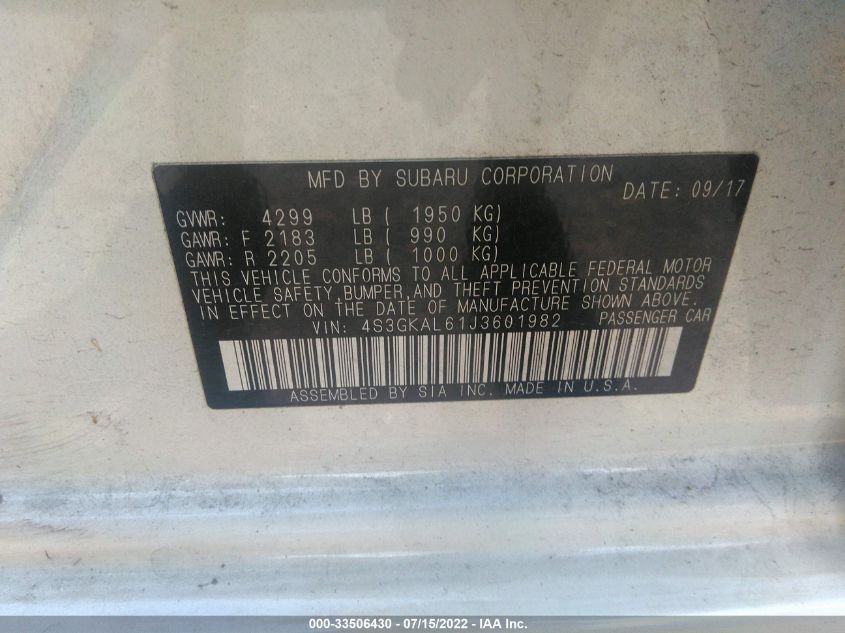 MFD BY SUBARU CORPORATION DATE: 09/17
GVWR: 4299 LB ( 1950 KG)
GAWR: F 2183 LB ( 990 KG)
GAWR: R 2205 LB ( 1000 KG)
THIS VEHICLE CONFORMS TO ALL APPLICABLE FEDERAL MOTOR
VEHICLE SAFETY,BUMPER,AND THEFT PREVENTION STANDARDS
IN EFFECT ON THE DATE OF MANUFACTURE SHOWN ABOVE.
VIN: 4S3GKAL61J3601982 PASSENGER CAR
ASSEMBLED BY SIA INC. MADE IN U.S.A.
000-33506430 - 07/15/2022 - IAA Inc.